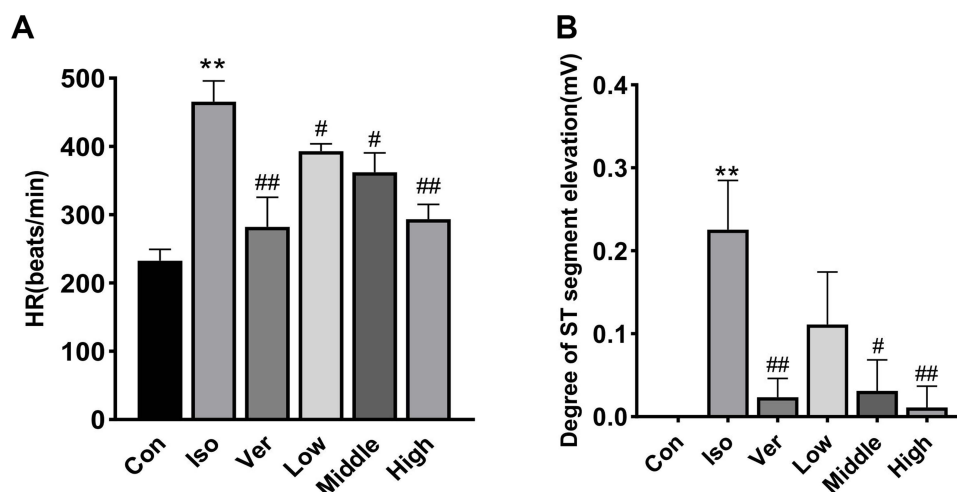 A
HR(beats/min)
500
400
300
200
100
0
**
##
#
#
##
Con
Iso
Ver
Low
Middle
High
B
Degree of ST segment elevation(mV)
0.4
0.3
0.2
0.1
0.0
**
##
#
##
Con
Iso
Ver
Low
Middle
High